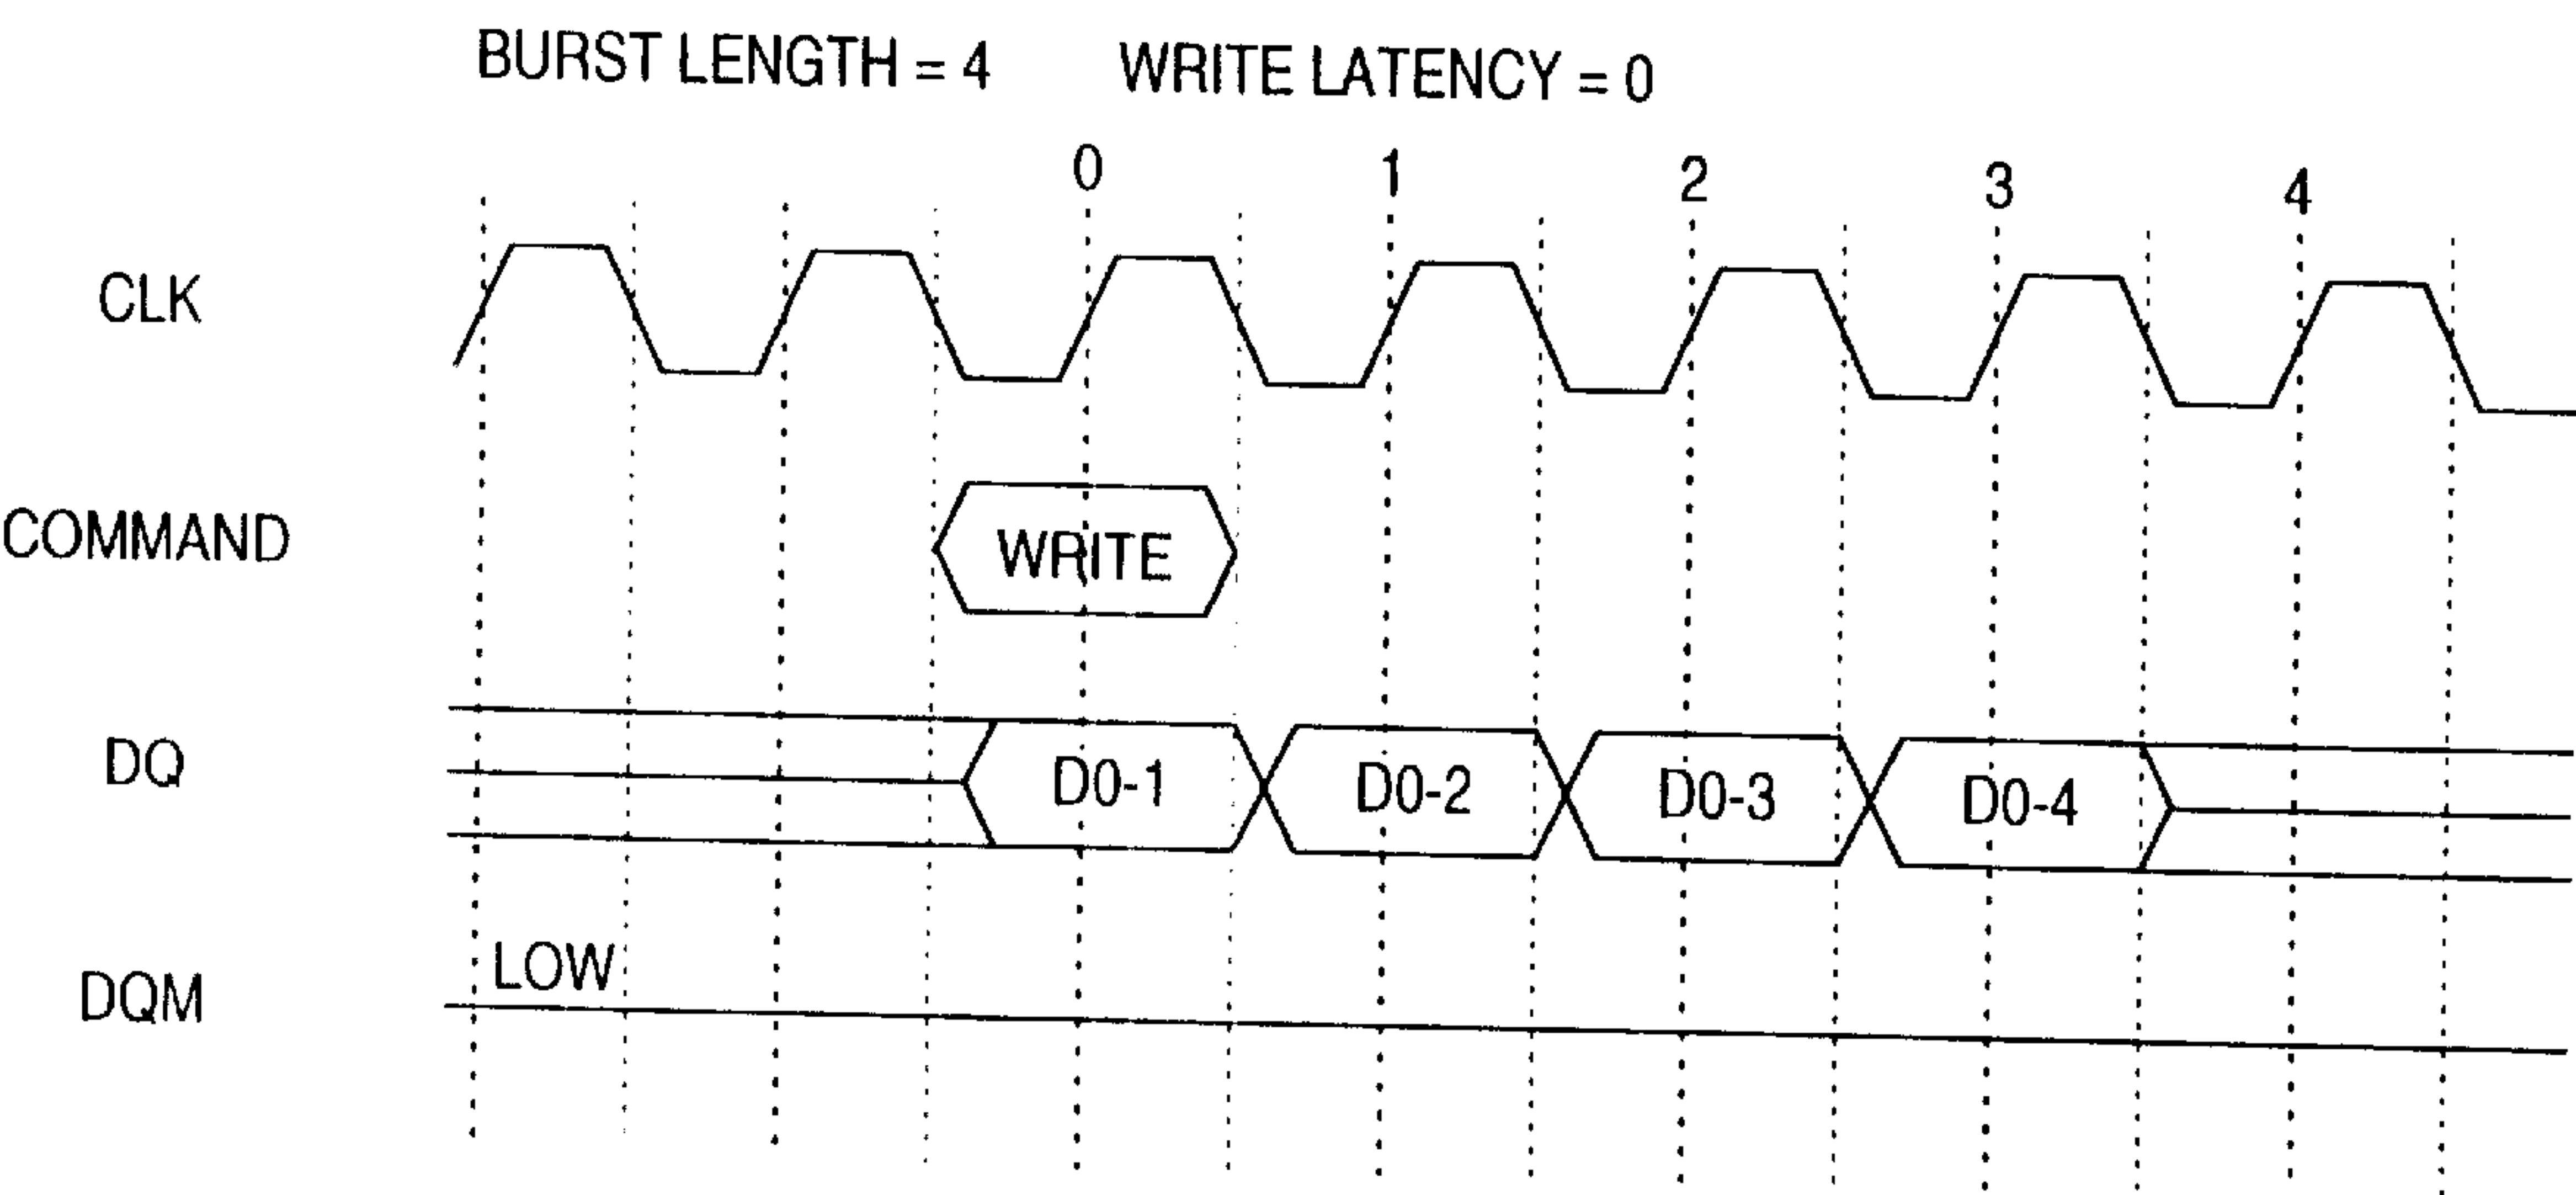 BURST LENGTH = 4 WRITE LATENCY = 0
0 1 2 3 4
CLK
COMMAND WRITE
DQ D0-1 D0-2 D0-3 D0-4
LOW
DQM